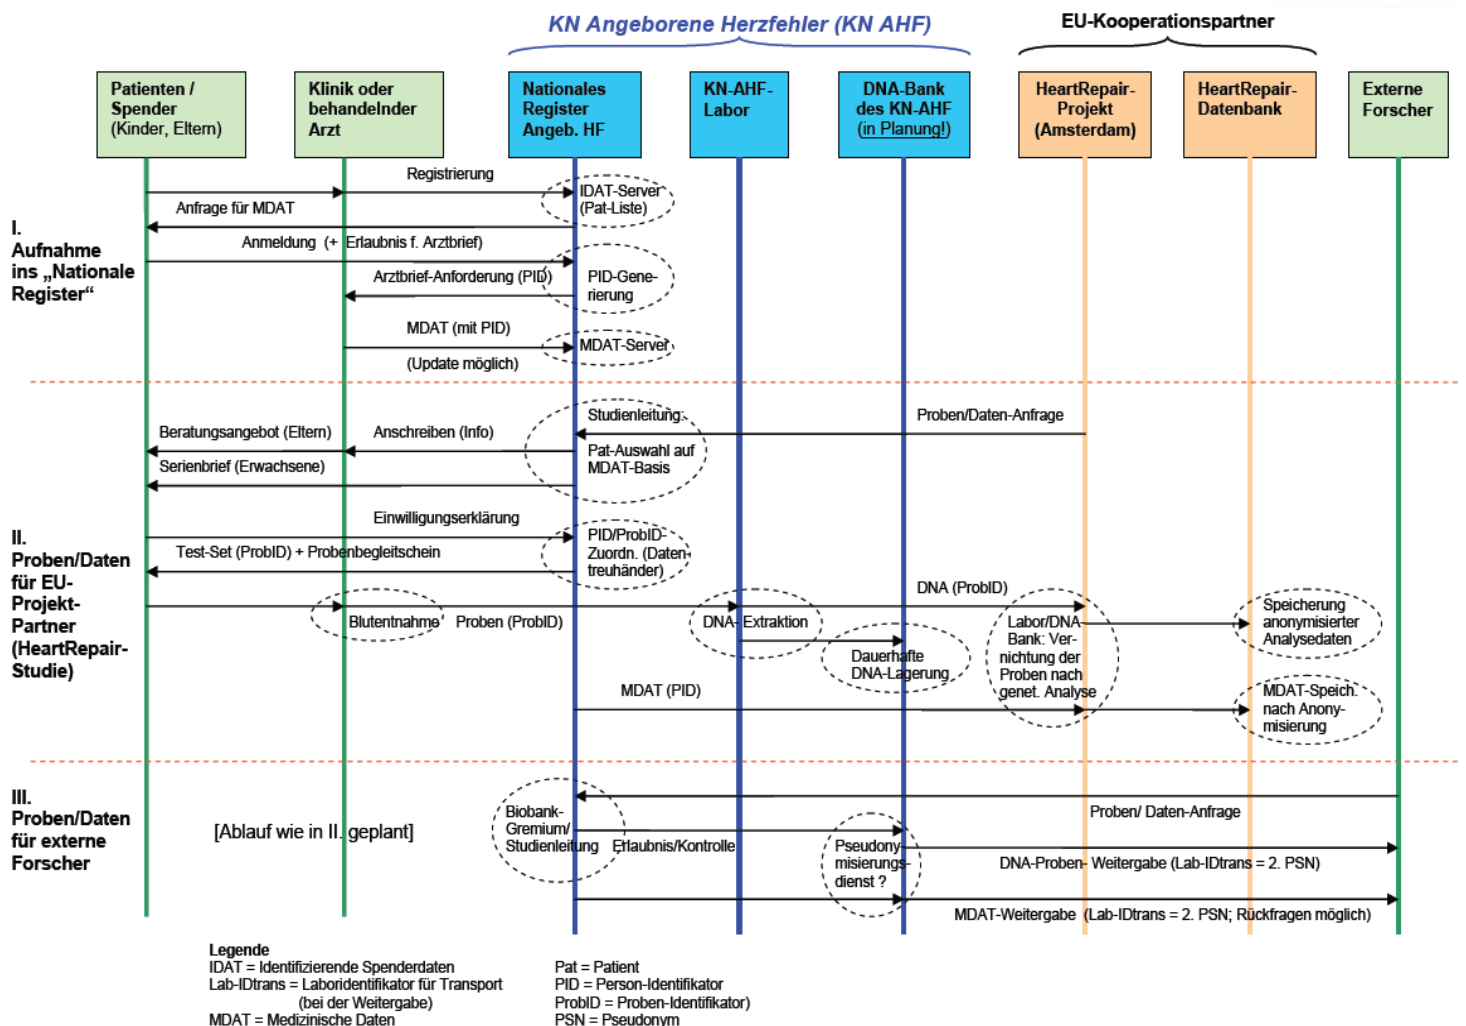 KN Angeborene Herzfehler (KN AHF)
EU-Kooperationspartner
Patienten /
Spender
(Kinder, Eltern)
Klinik oder
behandelnder
Arzt
Nationales
Register
Angeb. HF
KN-AHF-
Labor
DNA-Bank
des KN-AHF
(in Planung!)
HeartRepair-
Projekt
(Amsterdam)
HeartRepair-
Datenbank
Externe
Forscher
I.
Aufnahme
ins „Nationale
Register“
Registrierung
IDAT-Server
(Pat-Liste)
Anfrage für MDAT
Anmeldung (+ Erlaubnis f. Arztbrief)
Arztbrief-Anforderung (PID)
PID-Gene-
rierung
MDAT (mit PID)
MDAT-Server
(Update möglich)
II.
Proben/Daten
für EU-
Projekt-
Partner
(HeartRepair-
Studie)
Studienleitung:
Pat-Auswahl auf
MDAT-Basis
Proben/Daten-Anfrage
Beratungsangebot (Eltern)
Anschreiben (Info)
Serienbrief (Erwachsene)
Einwilligungserklärung
PID/ProbID-
Zuordn. (Daten-
treuhänder)
Test-Set (ProbID) + Probenbegleitschein
DNA (ProbID)
Blutentnahme
Proben (ProbID)
DNA- Extraktion
Labor/DNA-
Bank: Ver-
nichtung der
Proben nach
genet. Analyse
Speicherung
anonymisierter
Analysedaten
Dauerhafte
DNA-Lagerung
MDAT (PID)
MDAT-Speich.
nach Anony-
misierung
III.
Proben/Daten
für externe
Forscher
[Ablauf wie in II. geplant]
Biobank-
Gremium/
Studienleitung
Erlaubnis/Kontrolle
Proben/ Daten-Anfrage
Pseudony
misierungs-
dienst ?
DNA-Proben- Weitergabe (Lab-IDtrans = 2. PSN)
MDAT-Weitergabe (Lab-IDtrans = 2. PSN; Rückfragen möglich)
Legende
IDAT = Identifizierende Spenderdaten
Lab-IDtrans = Laboridentifikator für Transport
(bei der Weitergabe)
MDAT = Medizinische Daten
Pat = Patient
PID = Person-Identifikator
ProbID = Proben-Identifikator)
PSN = Pseudonym